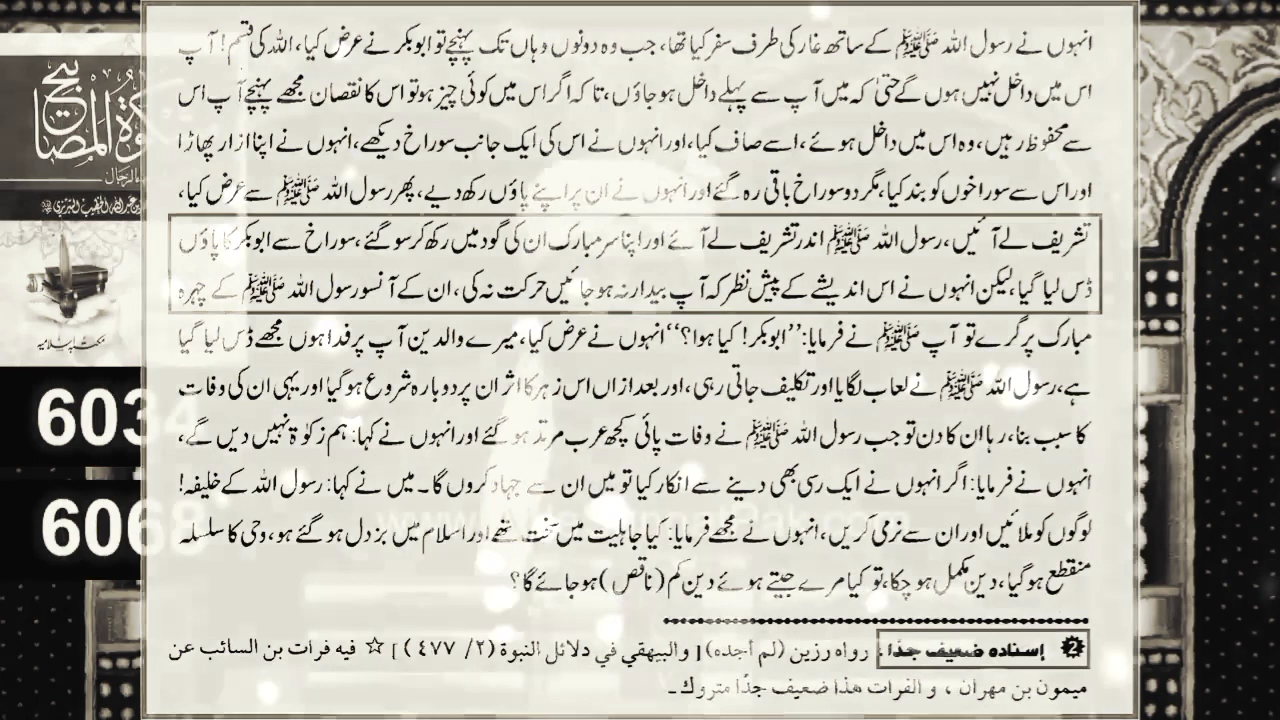 انہوں نے رسول اللہ ﷺ کے ساتھ غار کی طرف سفر کیا تھا، جب وہ دونوں وہاں تک پہنچے تو ابوبکر نے عرض کیا، اللہ کی قسم! آپ
اس میں داخل نہیں ہوں گے حتیٰ کہ میں آپ سے پہلے داخل ہو جاؤں، تاکہ اگر اس میں کوئی چیز ہو تو اس کا نقصان مجھے پہنچے آپ اس
سے محفوظ رہیں، وہ اس میں داخل ہوئے، اسے صاف کیا، اور انہوں نے اس کی ایک جانب سوراخ دیکھے، انہوں نے اپنا ازار پھاڑا
اور اس سے سوراخوں کو بند کیا، مگر دو سوراخ باقی رہ گئے اور انہوں نے ان پر اپنے پاؤں رکھ دیے، پھر رسول اللہ ﷺ سے عرض کیا،
تشریف لے آئیں، رسول اللہ ﷺ اندر تشریف لے آئے اور اپنا سر مبارک ان کی گود میں رکھ کر سو گئے، سوراخ سے ابوبکر کا پاؤں
ڈس لیا گیا، لیکن انہوں نے اس اندیشے کے پیش نظر کہ آپ بیدار نہ ہو جائیں حرکت نہ کی، ان کے آنسو رسول اللہ ﷺ کے چہرہ
مبارک پر گرے تو آپ ﷺ نے فرمایا: ’’ابوبکر! کیا ہوا؟‘‘ انہوں نے عرض کیا، میرے والدین آپ پر فدا ہوں مجھے ڈس لیا گیا
ہے، رسول اللہ ﷺ نے لعاب لگایا اور تکلیف جاتی رہی، اور بعد ازاں اس زہر کا اثر ان پر دوبارہ شروع ہو گیا اور یہی ان کی وفات
کا سبب بنا، رہا ان کا دن تو جب رسول اللہ ﷺ نے وفات پائی کچھ عرب مرتد ہو گئے اور انہوں نے کہا: ہم زکوٰۃ نہیں دیں گے،
انہوں نے فرمایا: اگر انہوں نے ایک رسی بھی دینے سے انکار کیا تو میں ان سے جہاد کروں گا۔ میں نے کہا: رسول اللہ کے خلیفہ!
لوگوں کو ملائیں اور ان سے نرمی کریں، انہوں نے مجھے فرمایا: کیا جاہلیت میں سخت تھے اور اسلام میں بزدل ہو گئے ہو، وحی کا سلسلہ
منقطع ہو گیا، دین مکمل ہو چکا، تو کیا مرے جیتے ہوئے دین کم (ناقص) ہو جائے گا؟
2 إسناده ضعيف جدًا، رواه رزين (لم أجده) [ والبيهقي في دلائل النبوة (٢/ ٤٧٧) ] ☆ فيه فرات بن السائب عن
ميمون بن مهران ، و الفرات هذا ضعيف جدًا متروك۔
6034
6068